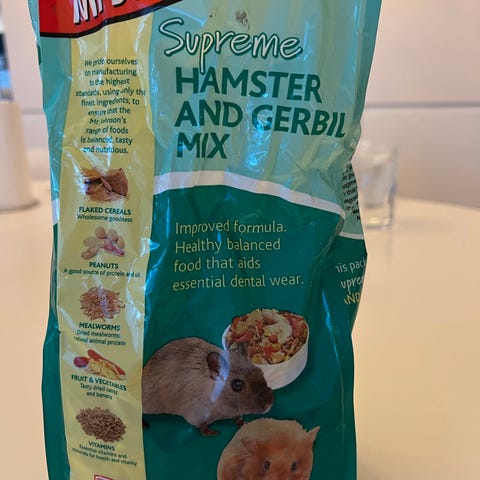 Supreme
HAMSTER
AND GERBIL
MIX
We pride ourselves
on manufacturing
to the highest
standards, using only the
finest ingredients, to
ensure that the
Mr Johnson's
range of foods
is balanced, tasty
and nutritious.
FLAKED CEREALS
Wholesome goodness
PEANUTS
A good source of protein and oil
MEALWORMS
Dried mealworms
natural animal protein
FRUIT & VEGETABLES
Tasty dried carrot
and banana
VITAMINS
Essential vitamins and
minerals for health and vitality
Improved formula.
Healthy balanced
food that aids
essential dental wear.